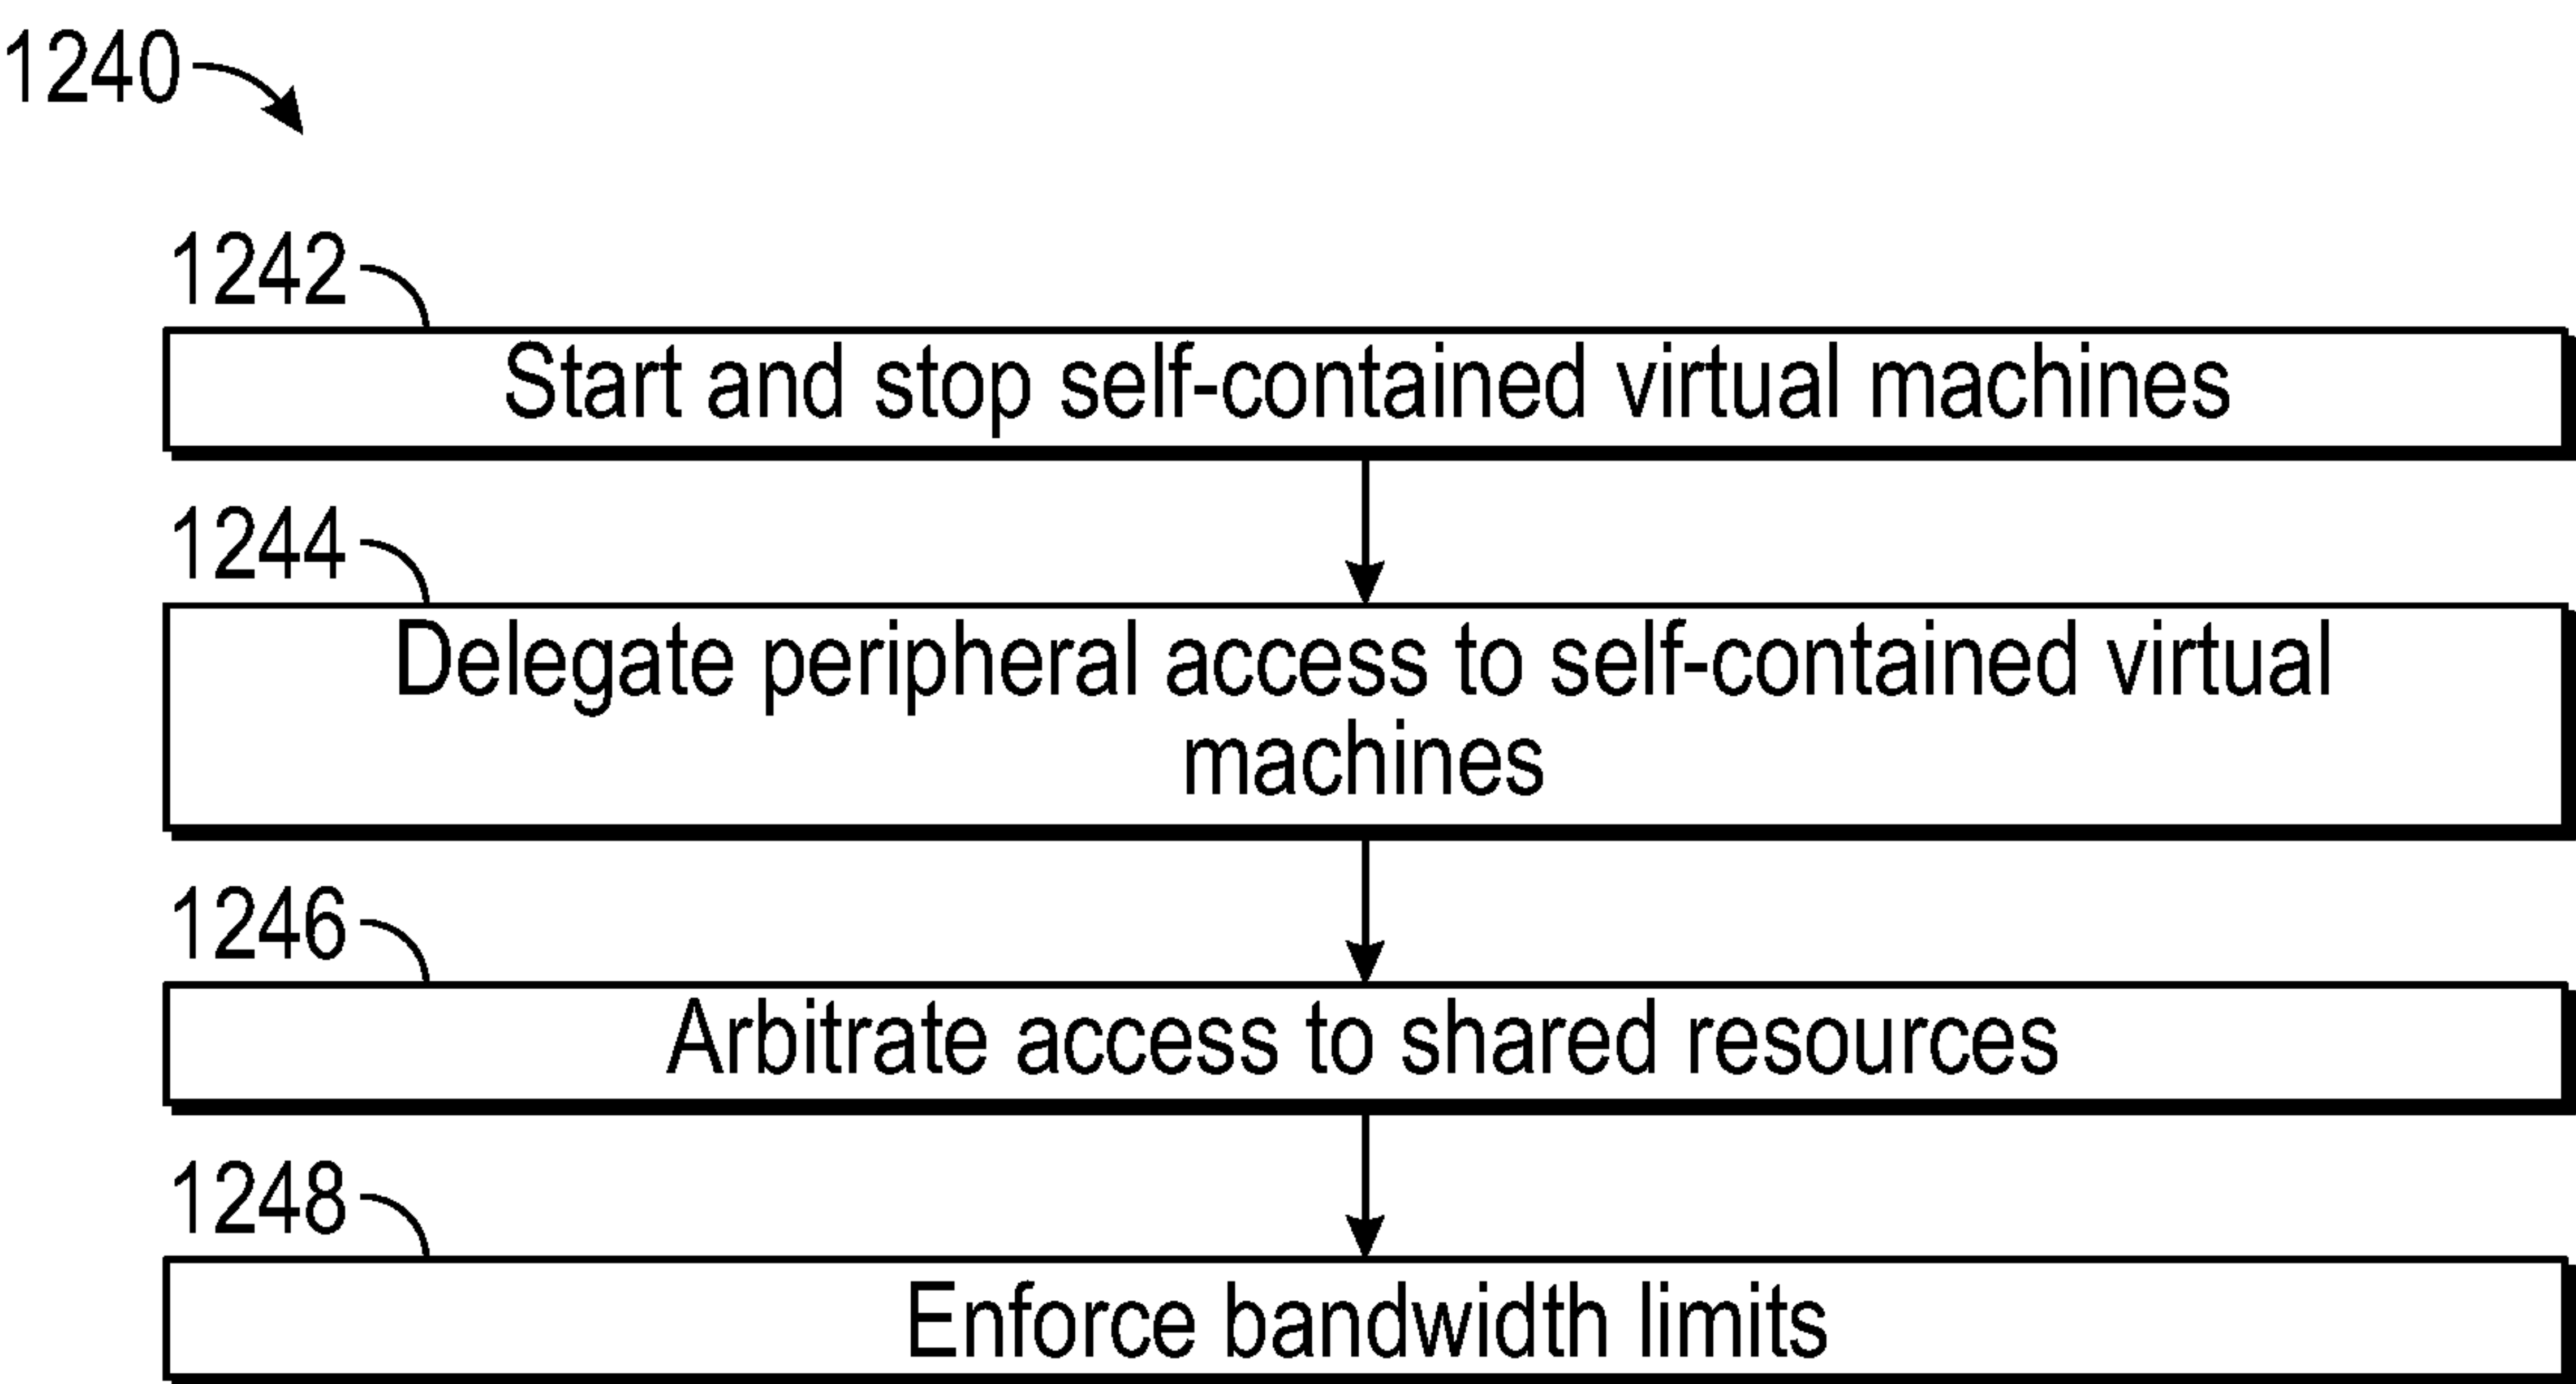 1240
1242
Start and stop self-contained virtual machines
1244
Delegate peripheral access to self-contained virtual
machines
1246
Arbitrate access to shared resources
1248
Enforce bandwidth limits